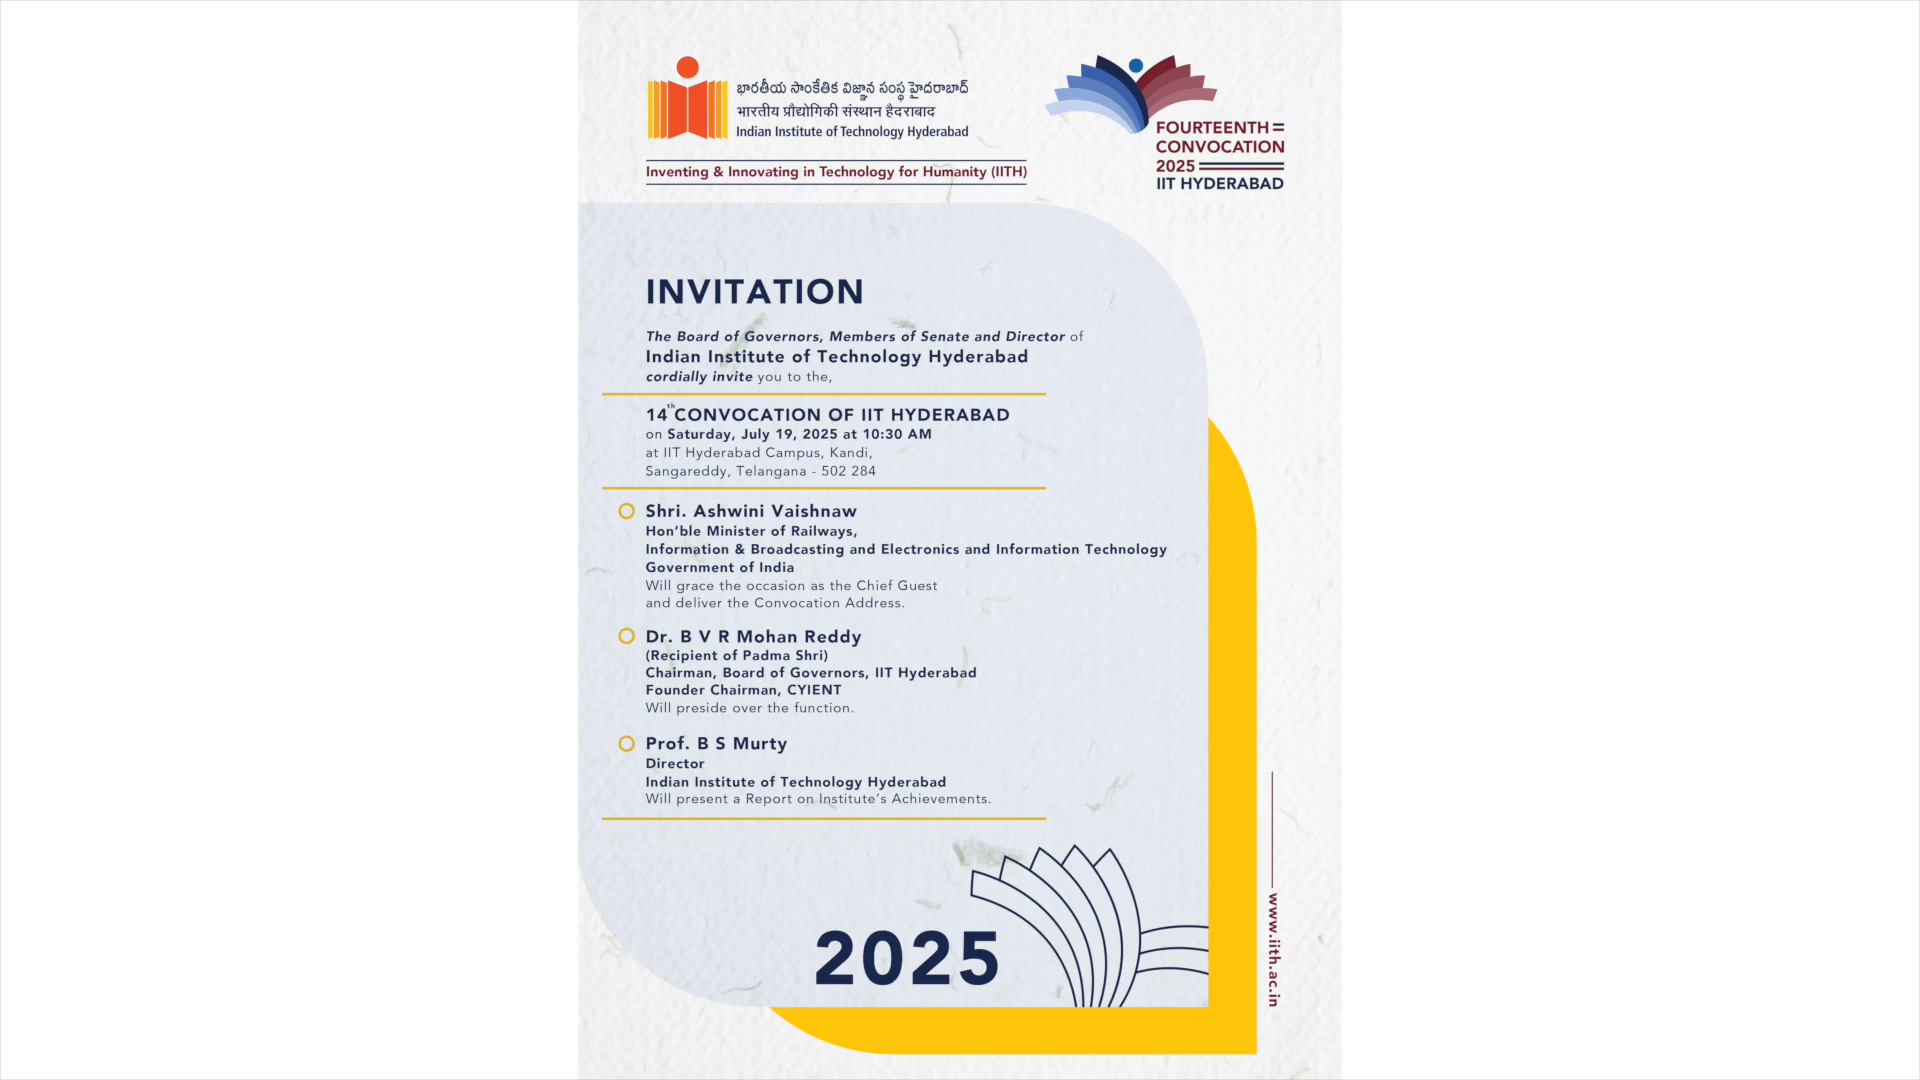 భారతీయ సాంకేతిక విజ్ఞాన సంస్థ హైదరాబాద్
भारतीय प्रौद्योगिकी संस्थान हैदराबाद
Indian Institute of Technology Hyderabad
Inventing & Innovating in Technology for Humanity (IITH)
FOURTEENTH
CONVOCATION
2025
IIT HYDERABAD
INVITATION
The Board of Governors, Members of Senate and Director of
Indian Institute of Technology Hyderabad
cordially invite you to the,
14th CONVOCATION OF IIT HYDERABAD
on Saturday, July 19, 2025 at 10:30 AM
at IIT Hyderabad Campus, Kandi,
Sangareddy, Telangana - 502 284
Shri. Ashwini Vaishnaw
Hon’ble Minister of Railways,
Information & Broadcasting and Electronics and Information Technology
Government of India
Will grace the occasion as the Chief Guest
and deliver the Convocation Address.
Dr. B V R Mohan Reddy
(Recipient of Padma Shri)
Chairman, Board of Governors, IIT Hyderabad
Founder Chairman, CYIENT
Will preside over the function.
Prof. B S Murty
Director
Indian Institute of Technology Hyderabad
Will present a Report on Institute’s Achievements.
2025
www.iith.ac.in